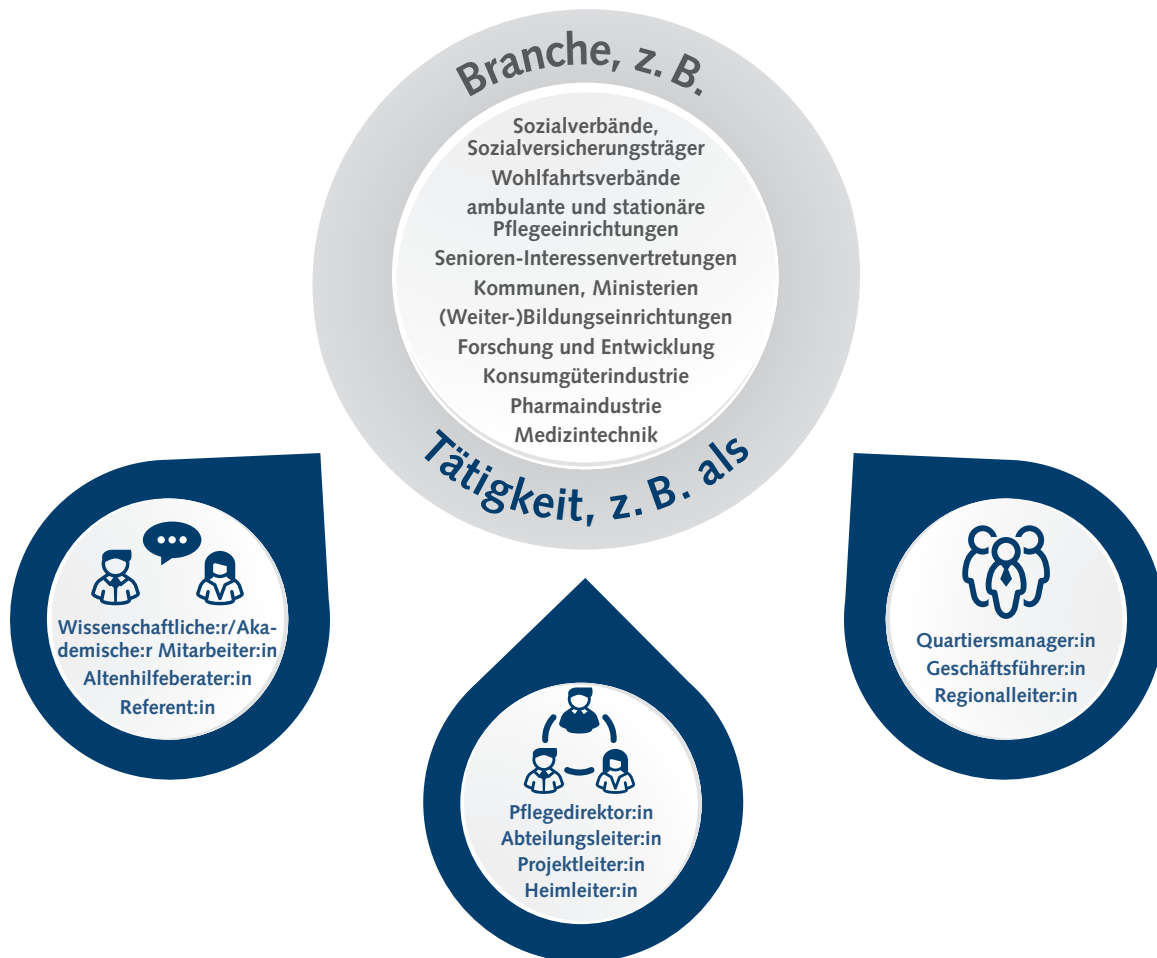 Branche, z. B.
Sozialverbände,
Sozialversicherungsträger
Wohlfahrtsverbände
ambulante und stationäre
Pflegeeinrichtungen
Senioren-Interessenvertretungen
Kommunen, Ministerien
(Weiter-)Bildungseinrichtungen
Forschung und Entwicklung
Konsumgüterindustrie
Pharmaindustrie
Medizintechnik
Tätigkeit, z. B. als
Wissenschaftliche:r/Aka-
demische:r Mitarbeiter:in
Altenhilfeberater:in
Referent:in
Pflegedirektor:in
Abteilungsleiter:in
Projektleiter:in
Heimleiter:in
Quartiersmanager:in
Geschäftsführer:in
Regionalleiter:in